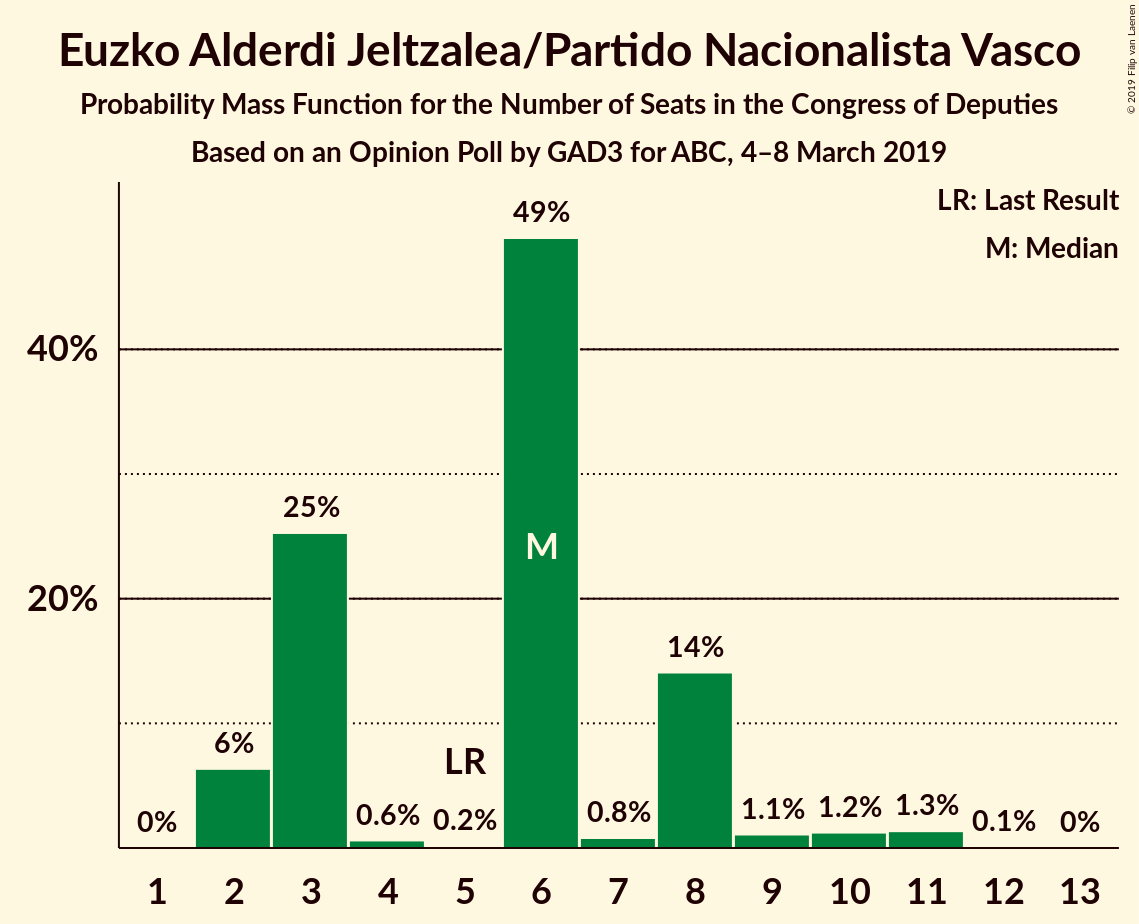 Euzko Alderdi Jeltzalea/Partido Nacionalista Vasco
Probability Mass Function for the Number of Seats in the Congress of Deputies
Based on an Opinion Poll by GAD3 for ABC, 4–8 March 2019
© 2019 Filip van Laenen
LR: Last Result
M: Median
40%
20%
0%
6%
25%
0.6%
LR
0.2%
49%
M
0.8%
14%
1.1%
1.2%
1.3%
0.1%
0%
1 2 3 4 5 6 7 8 9 10 11 12 13